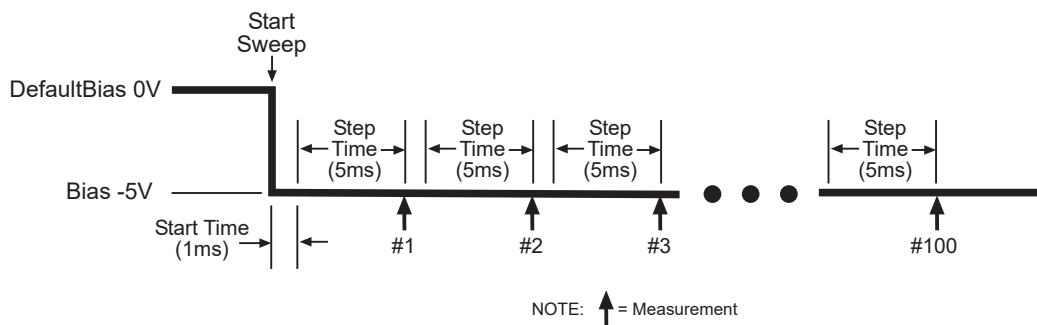 Start
Sweep
DefaultBias 0V
Step
Time
(5ms)
Step
Time
(5ms)
Step
Time
(5ms)
Step
Time
(5ms)
Bias -5V
Start Time
(1ms)
#1
#2
#3
#100
NOTE: = Measurement